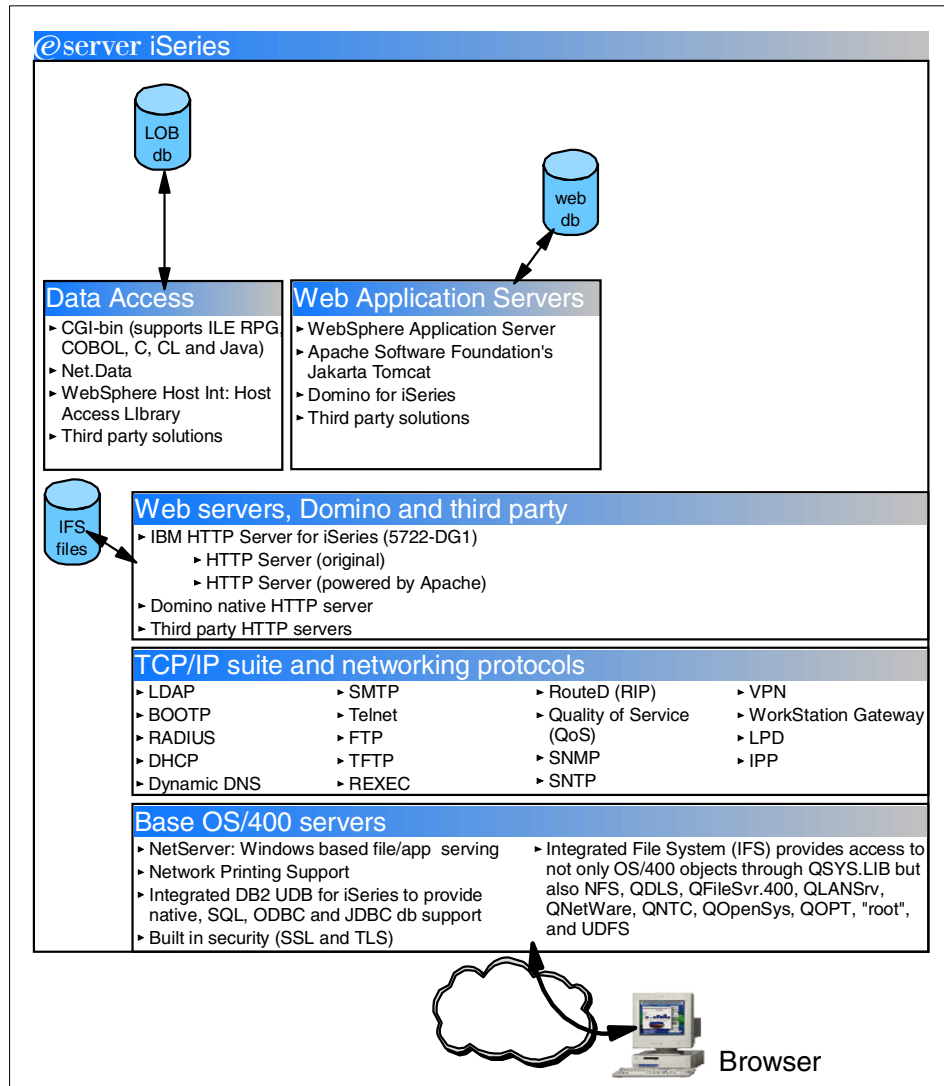 eserver iSeries
LOB
db
web
db
Data Access
► CGI-bin (supports ILE RPG,
COBOL, C, CL and Java)
► Net.Data
► WebSphere Host Int: Host
Access LIbrary
► Third party solutions
Web Application Servers
► WebSphere Application Server
► Apache Software Foundation's
Jakarta Tomcat
► Domino for iSeries
► Third party solutions
IFS
files
Web servers, Domino and third party
► IBM HTTP Server for iSeries (5722-DG1)
► HTTP Server (original)
► HTTP Server (powered by Apache)
► Domino native HTTP server
► Third party HTTP servers
TCP/IP suite and networking protocols
► LDAP
► BOOTP
► RADIUS
► DHCP
► Dynamic DNS
► SMTP
► Telnet
► FTP
► TFTP
► REXEC
► RouteD (RIP)
► Quality of Service
(QoS)
► SNMP
► SNTP
► VPN
► WorkStation Gateway
► LPD
► IPP
Base OS/400 servers
► NetServer: Windows based file/app serving
► Network Printing Support
► Integrated DB2 UDB for iSeries to provide
native, SQL, ODBC and JDBC db support
► Built in security (SSL and TLS)
► Integrated File System (IFS) provides access to
not only OS/400 objects through QSYS.LIB but
also NFS, QDLS, QFileSvr.400, QLANSrv,
QNetWare, QNTC, QOpenSys, QOPT, "root",
and UDFS
Browser